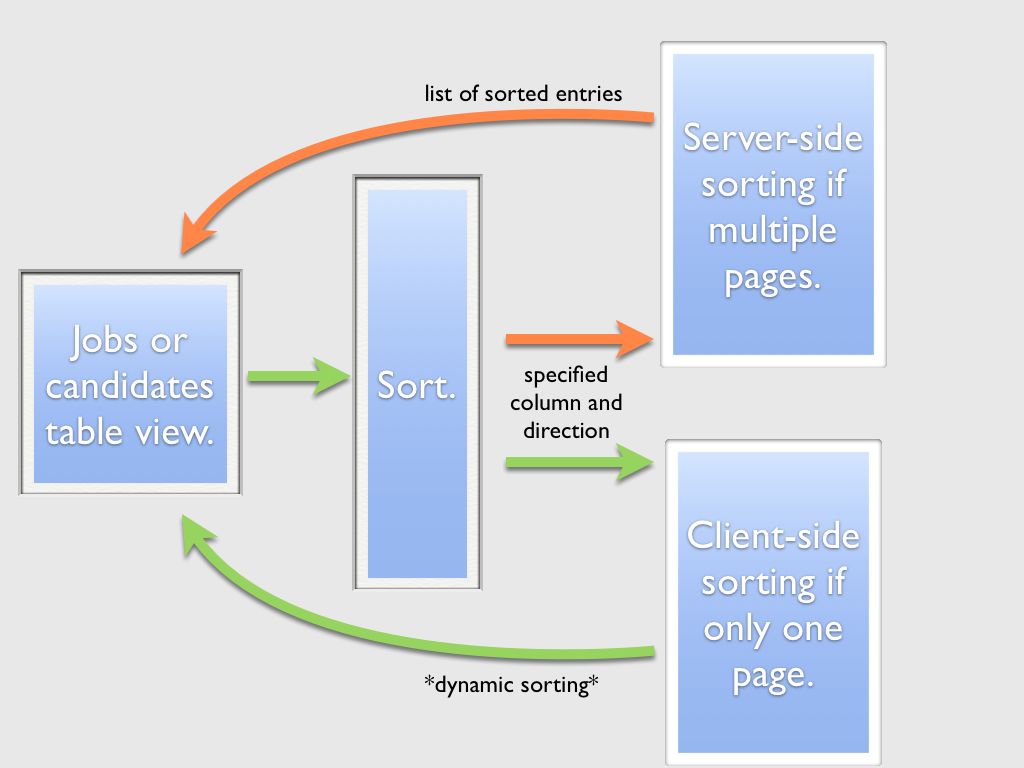 list of sorted entries
Server-side
sorting if
multiple
pages.
Jobs or
candidates
table view.
Sort.
specified
column and
direction
Client-side
sorting if
only one
page.
*dynamic sorting*